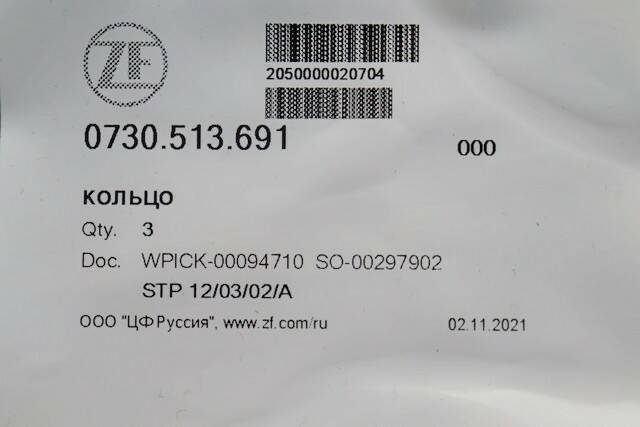 ZF
2050000020704
0730.513.691 000
кольцо
Qty. 3
Doc. WPICK-00094710 SO-00297902
STP 12/03/02/A
ООО "ЦФ Руссия", www.zf.com/ru 02.11.2021